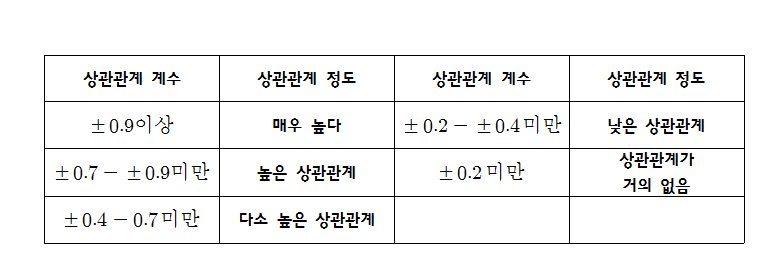 상관관계 계수 상관관계 정도 상관관계 계수 상관관계 정도
±0.9이상 매우 높다 ±0.2－±0.4미만 낮은 상관관계
±0.7－±0.9미만 높은 상관관계 ±0.2미만 상관관계가
거의 없음
±0.4－0.7미만 다소 높은 상관관계